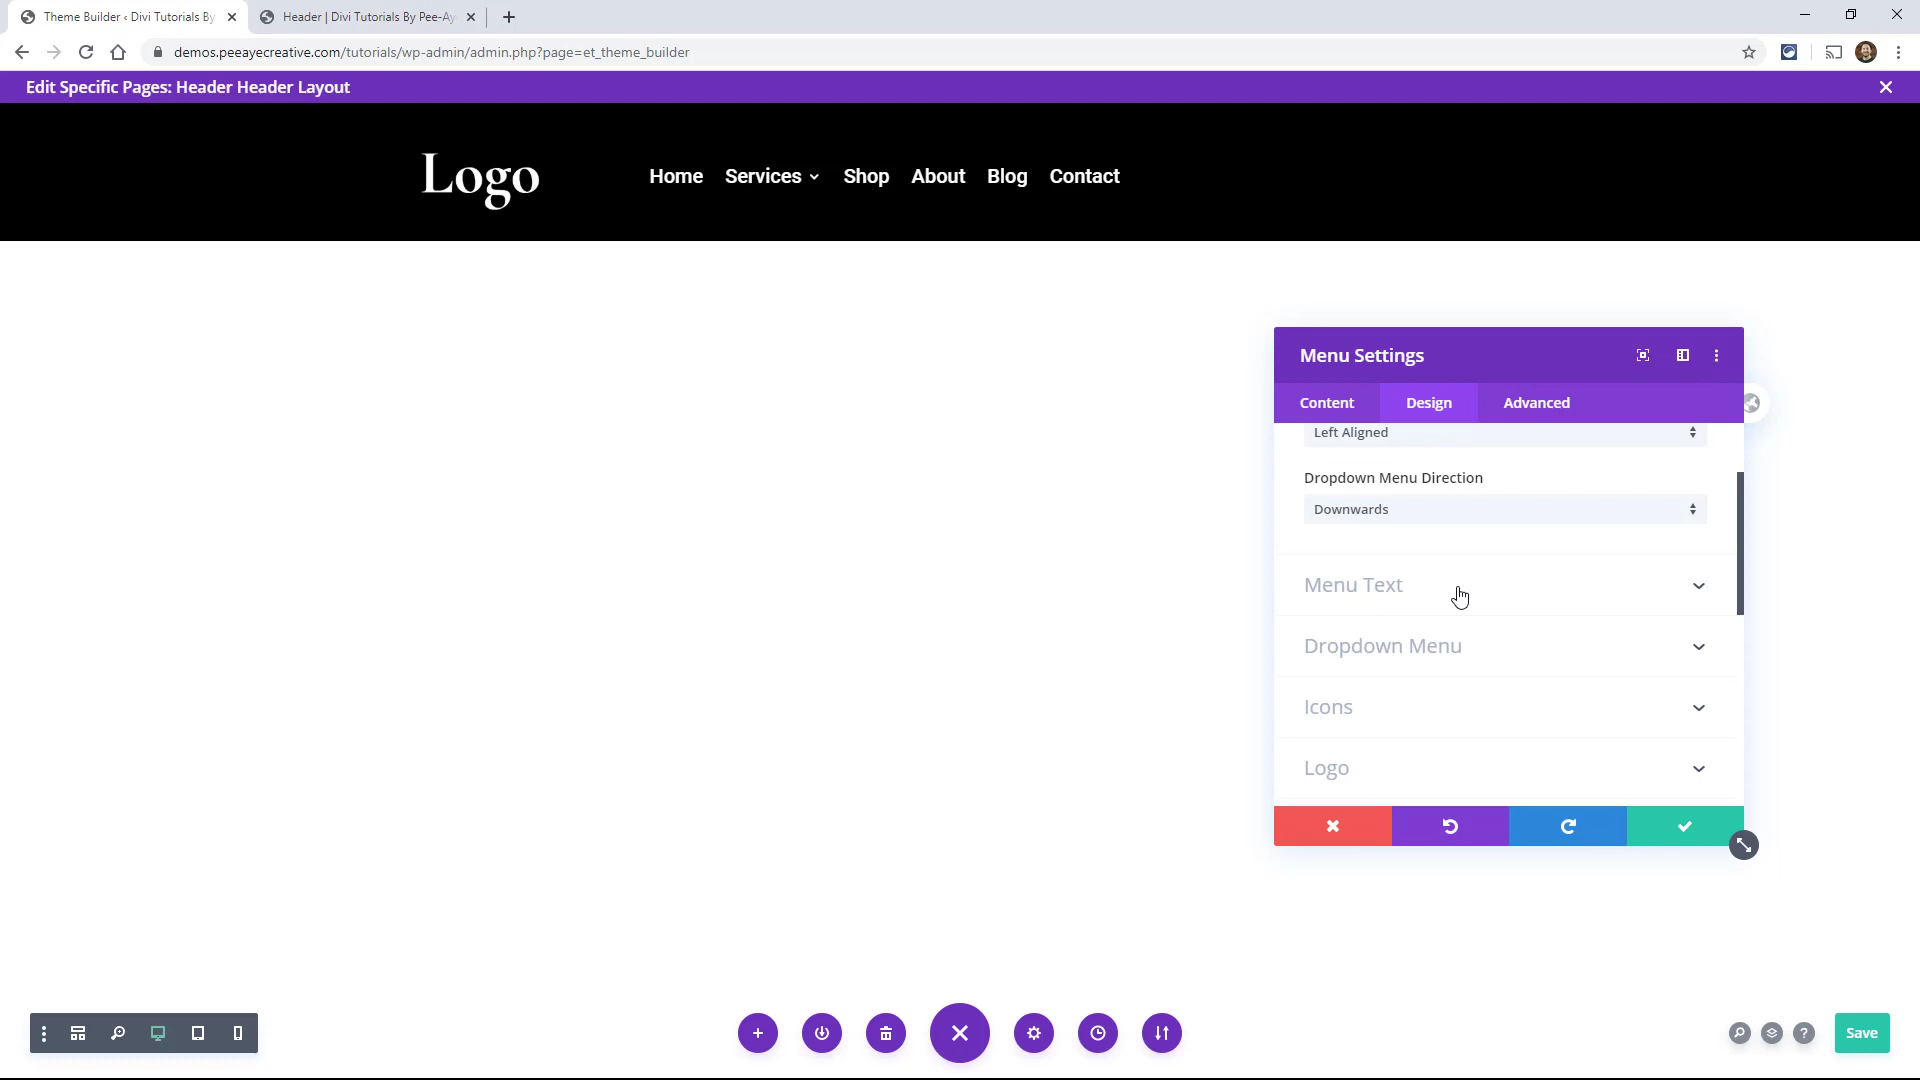 Theme Builder ‹ Divi Tutorials By
Header | Divi Tutorials By Pee-Ay
demos.peeayecreative.com/tutorials/wp-admin/admin.php?page=et_theme_builder
Edit Specific Pages: Header Header Layout
Logo
Home Services Shop About Blog Contact
Menu Settings
Content Design Advanced
Left Aligned
Dropdown Menu Direction
Downwards
Menu Text
Dropdown Menu
Icons
Logo
Save